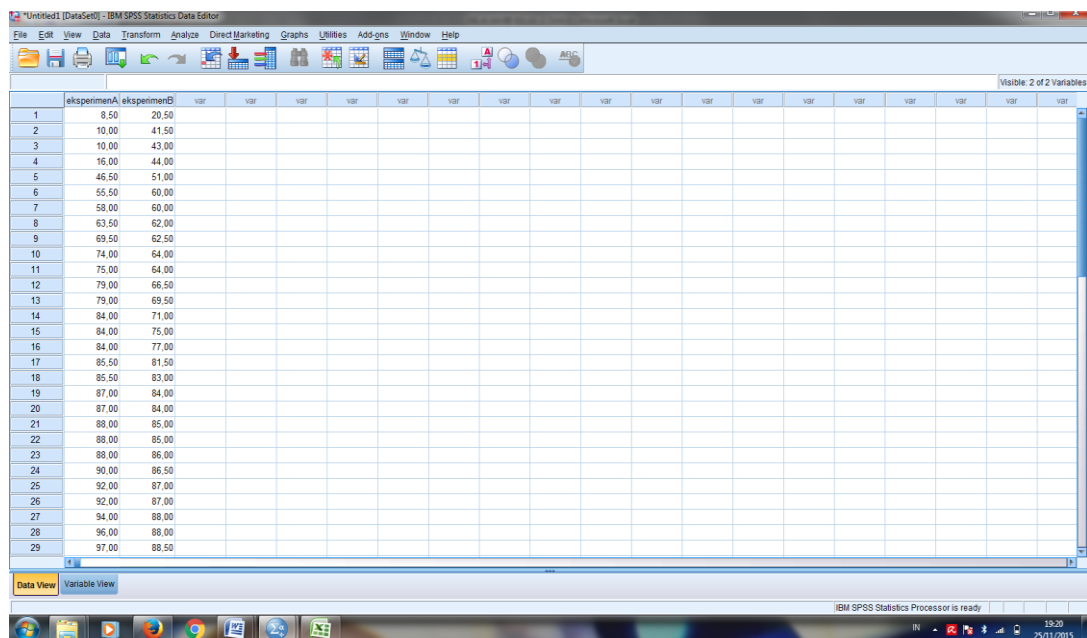 *Untitled1 [DataSet0] - IBM SPSS Statistics Data Editor
File Edit View Data Transform Analyze Direct Marketing Graphs Utilities Add-ons Window Help
Visible: 2 of 2 Variables
eksperimenA eksperimenB var var var var var var var var var var var var var var var var var var
1 8,50 20,50
2 10,00 41,50
3 10,00 43,00
4 16,00 44,00
5 46,50 51,00
6 55,50 60,00
7 58,00 60,00
8 63,50 62,00
9 69,50 62,50
10 74,00 64,00
11 75,00 64,00
12 79,00 66,50
13 79,00 69,50
14 84,00 71,00
15 84,00 75,00
16 84,00 77,00
17 85,50 81,50
18 85,50 83,00
19 87,00 84,00
20 87,00 84,00
21 88,00 85,00
22 88,00 85,00
23 88,00 86,00
24 90,00 86,50
25 92,00 87,00
26 92,00 87,00
27 94,00 88,00
28 96,00 88,00
29 97,00 88,50
Data View Variable View
IBM SPSS Statistics Processor is ready
IN 19:20
25/11/2015